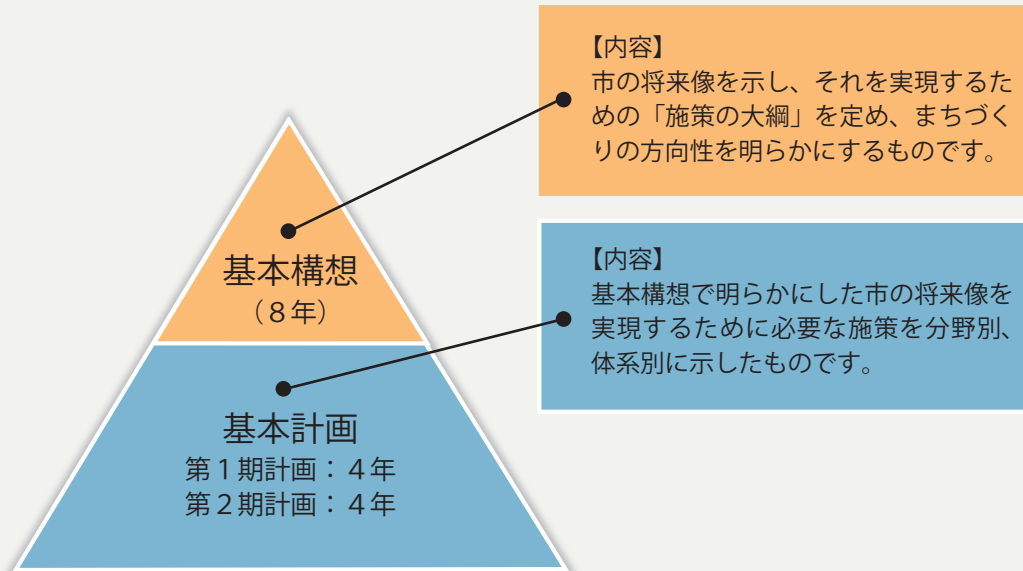 【内容】
市の将来像を示し、それを実現するた
めの「施策の大綱」を定め、まちづく
りの方向性を明らかにするものです。
基本構想
（８年）
【内容】
基本構想で明らかにした市の将来像を
実現するために必要な施策を分野別、
体系別に示したものです。
基本計画
第１期計画：４年
第２期計画：４年